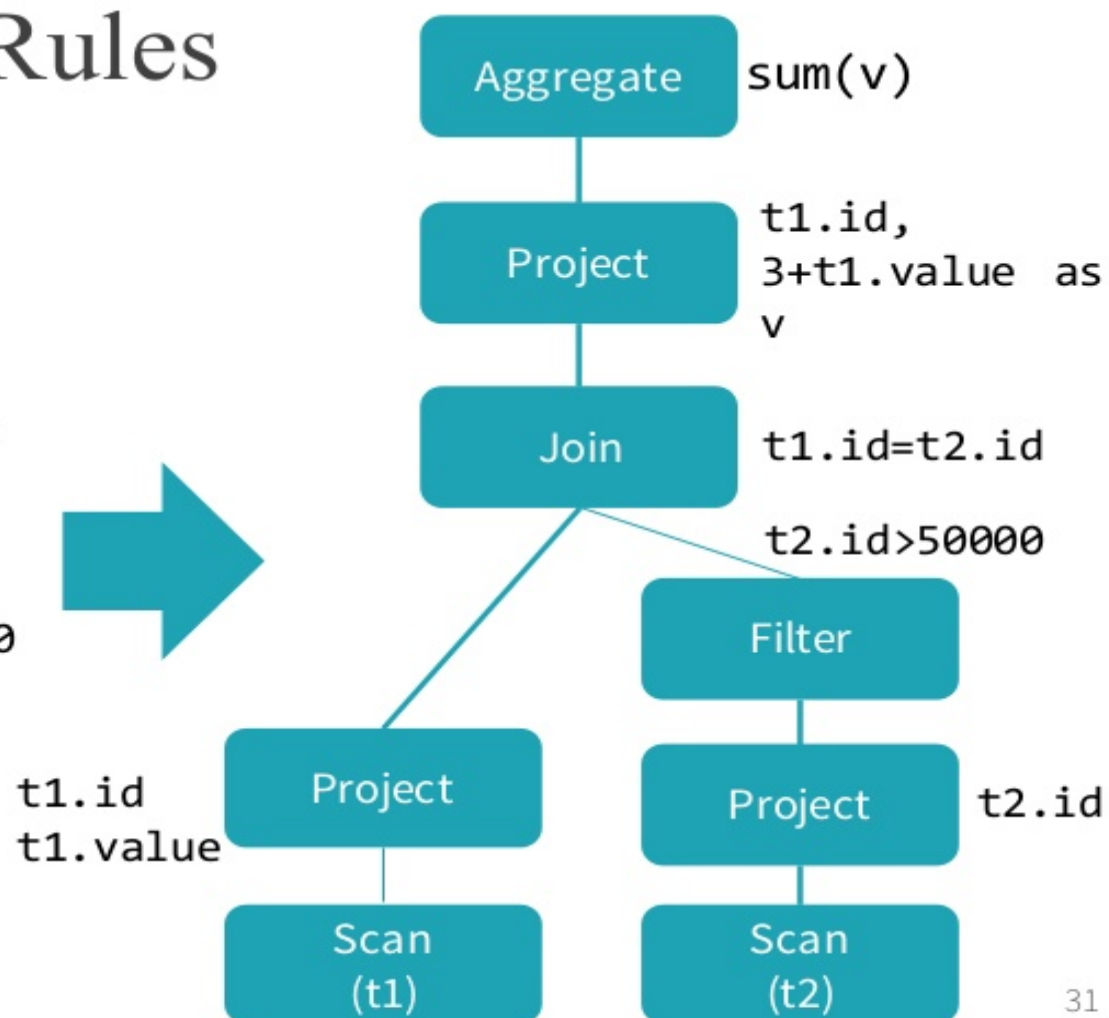 Rules
Aggregate
sum(v)
Project
t1.id,
3+t1.value as
v
Join
t1.id=t2.id
t2.id>50000
Filter
0
Project
t1.id
t1.value
Project
t2.id
Scan
(t1)
Scan
(t2)
31